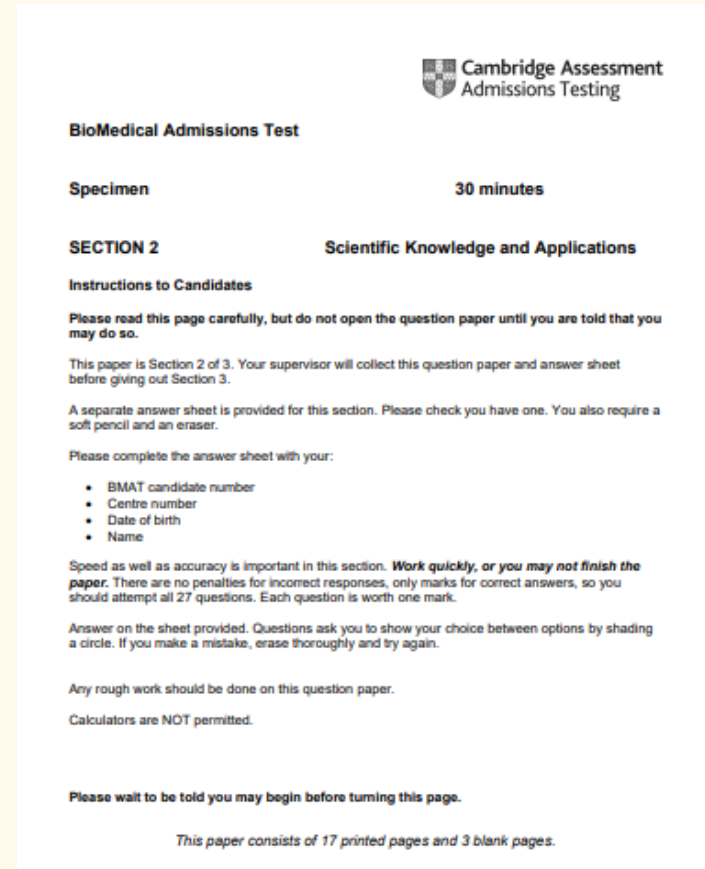 Cambridge Assessment
Admissions Testing
BioMedical Admissions Test
Specimen 30 minutes
SECTION 2 Scientific Knowledge and Applications
Instructions to Candidates
Please read this page carefully, but do not open the question paper until you are told that you
may do so.
This paper is Section 2 of 3. Your supervisor will collect this question paper and answer sheet
before giving out Section 3.
A separate answer sheet is provided for this section. Please check you have one. You also require a
soft pencil and an eraser.
Please complete the answer sheet with your:
• BMAT candidate number
• Centre number
• Date of birth
• Name
Speed as well as accuracy is important in this section. Work quickly, or you may not finish the
paper. There are no penalties for incorrect responses, only marks for correct answers, so you
should attempt all 27 questions. Each question is worth one mark.
Answer on the sheet provided. Questions ask you to show your choice between options by shading
a circle. If you make a mistake, erase thoroughly and try again.
Any rough work should be done on this question paper.
Calculators are NOT permitted.
Please wait to be told you may begin before turning this page.
This paper consists of 17 printed pages and 3 blank pages.